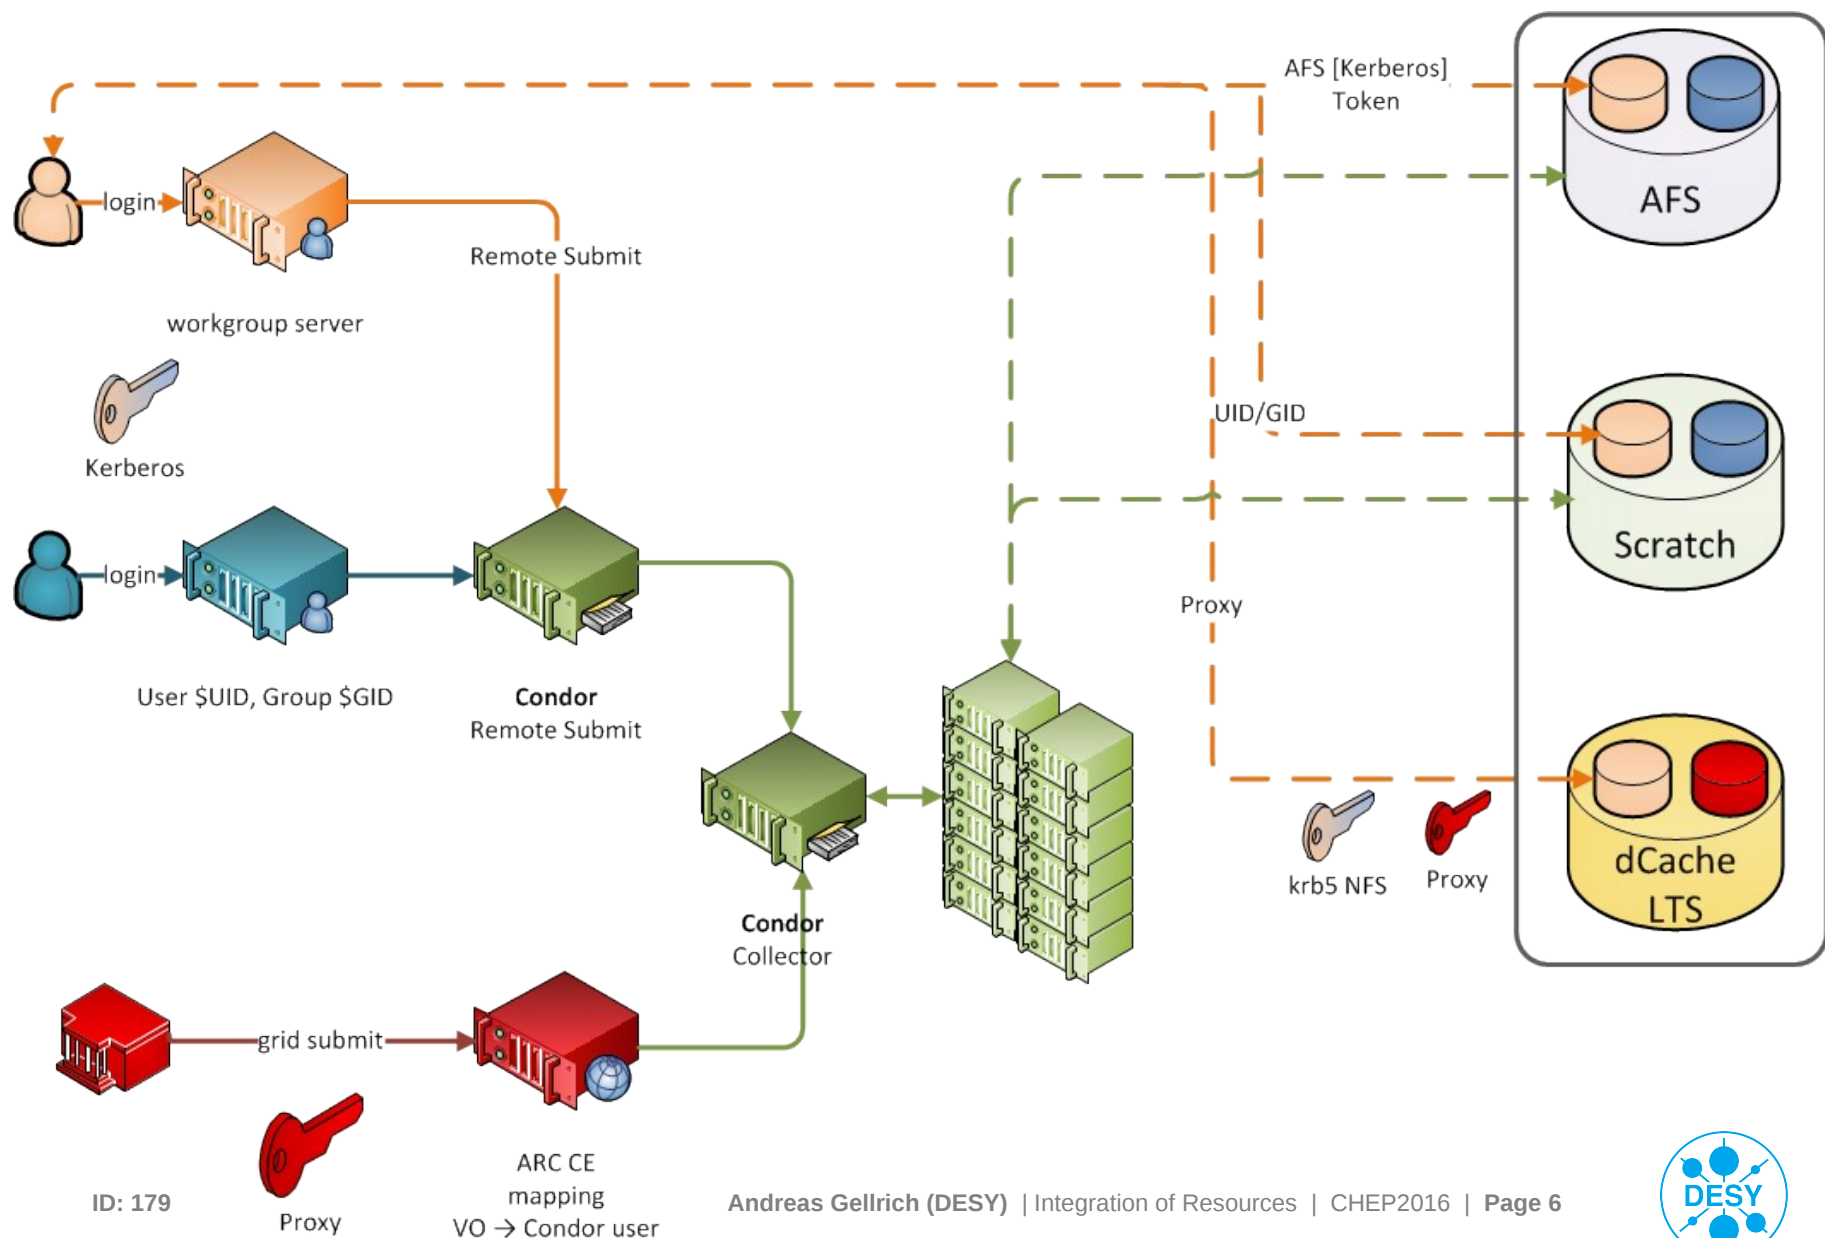 AFS [Kerberos]
Token
AFS
login
Remote Submit
workgroup server
UID/GID
Kerberos
Scratch
login
Proxy
User $UID, Group $GID
Condor
Remote Submit
dCache
LTS
krb5 NFS
Proxy
Condor
Collector
grid submit
ARC CE
mapping
VO → Condor user
Proxy
ID: 179
Andreas Gellrich (DESY) | Integration of Resources | CHEP2016 | Page 6
DESY